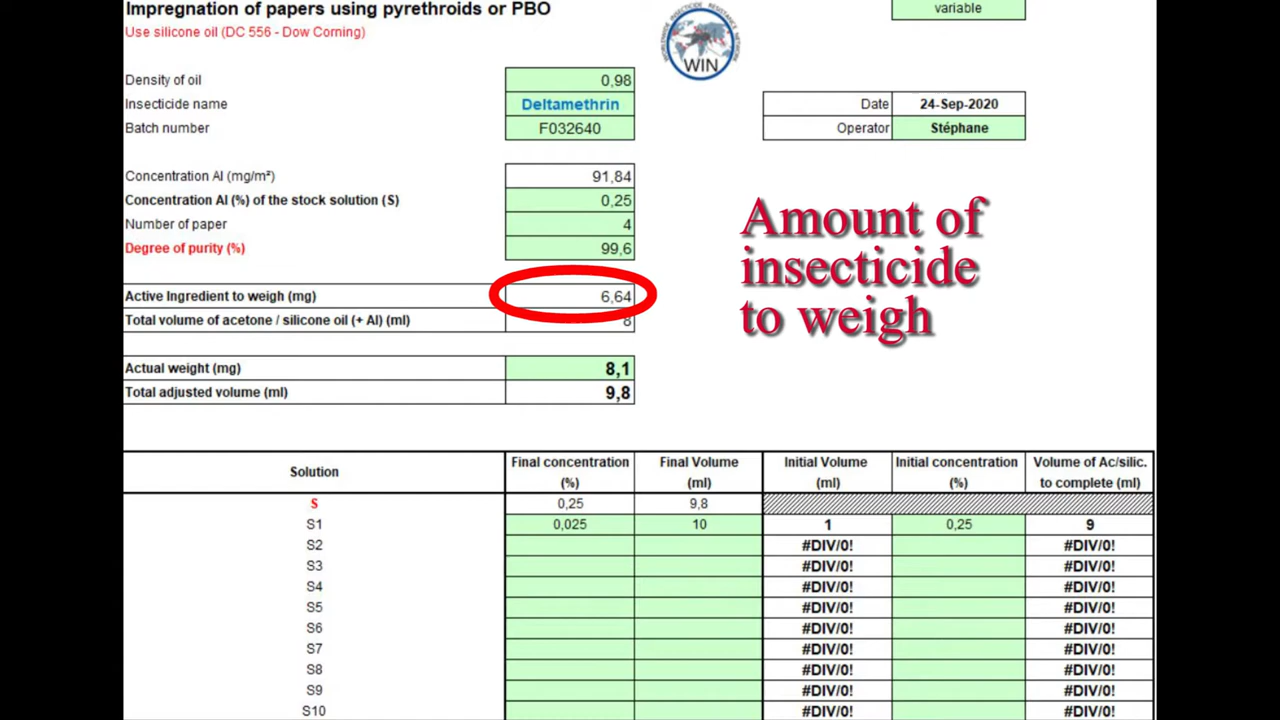 Impregnation of papers using pyrethroids or PBO
variable
Use silicone oil (DC 556 - Dow Corning)
WIN
Density of oil 0,98
Insecticide name Deltamethrin
Date 24-Sep-2020
Batch number F032640
Operator Stéphane
Concentration AI (mg/m²) 91,84
Concentration AI (%) of the stock solution (S) 0,25
Number of paper 4
Degree of purity (%) 99,6
Amount of
insecticide
to weigh
Active Ingredient to weigh (mg) 6,64
Total volume of acetone / silicone oil (+ AI) (ml) 8
Actual weight (mg) 8,1
Total adjusted volume (ml) 9,8
Solution
Final concentration
(%)
Final Volume
(ml)
Initial Volume
(ml)
Initial concentration
(%)
Volume of Ac/silic.
to complete (ml)
S 0,25 9,8
S1 0,025 10 1 0,25 9
S2 #DIV/0! #DIV/0!
S3 #DIV/0! #DIV/0!
S4 #DIV/0! #DIV/0!
S5 #DIV/0! #DIV/0!
S6 #DIV/0! #DIV/0!
S7 #DIV/0! #DIV/0!
S8 #DIV/0! #DIV/0!
S9 #DIV/0! #DIV/0!
S10 #DIV/0! #DIV/0!